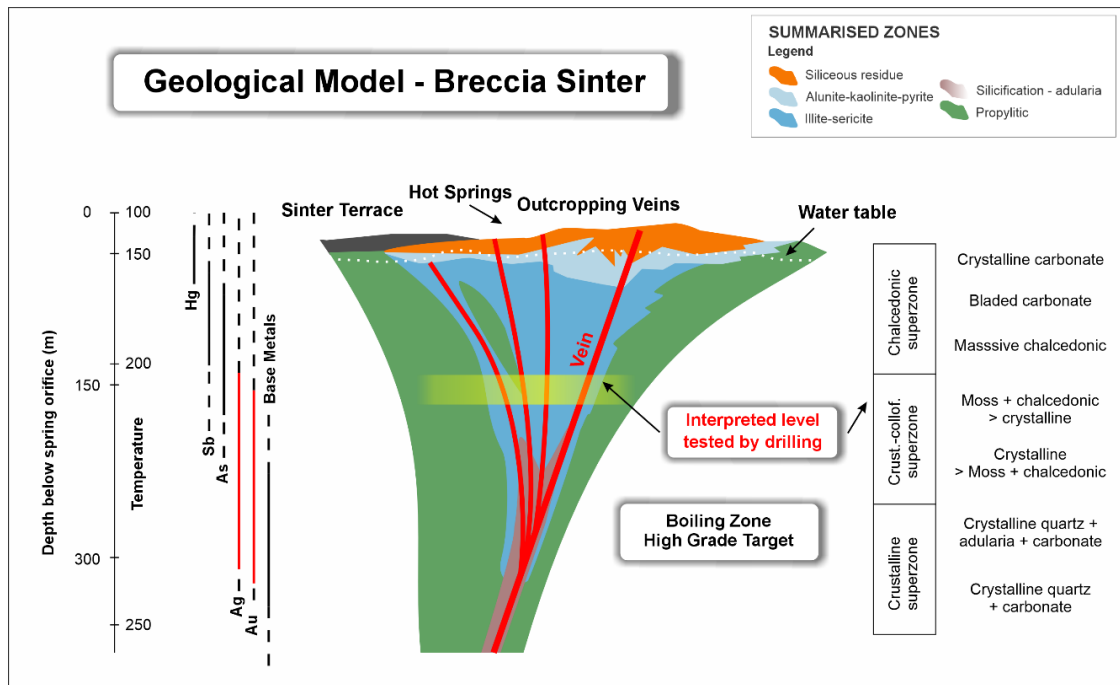 SUMMARISED ZONES
Legend
Siliceous residue
Alunite-kaolinite-pyrite
Illite-sericite
Silicification - adularia
Propylitic
Geological Model - Breccia Sinter
Hot Springs
Sinter Terrace
Outcropping Veins
Water table
0
100
150
200
150
300
250
Depth below spring orifice (m)
Temperature
Hg
Sb
As
Ag
Au
Base Metals
Vein
Interpreted level
tested by drilling
Boiling Zone
High Grade Target
Chalcedonic
superzone
Crystalline carbonate
Bladed carbonate
Masssive chalcedonic
Crust.-collof.
superzone
Moss + chalcedonic
> crystalline
Crystalline
> Moss + chalcedonic
Crustalline
superzone
Crystalline quartz +
adularia + carbonate
Crystalline quartz
+ carbonate